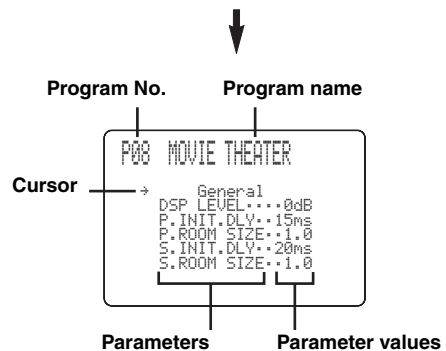 Program No. Program name
P08 MOVIE THEATER
Cursor → General
DSP LEVEL····0dB
P.INIT.DLY··15ms
P.ROOM SIZE··1.0
S.INIT.DLY··20ms
S.ROOM SIZE··1.0
Parameters Parameter values